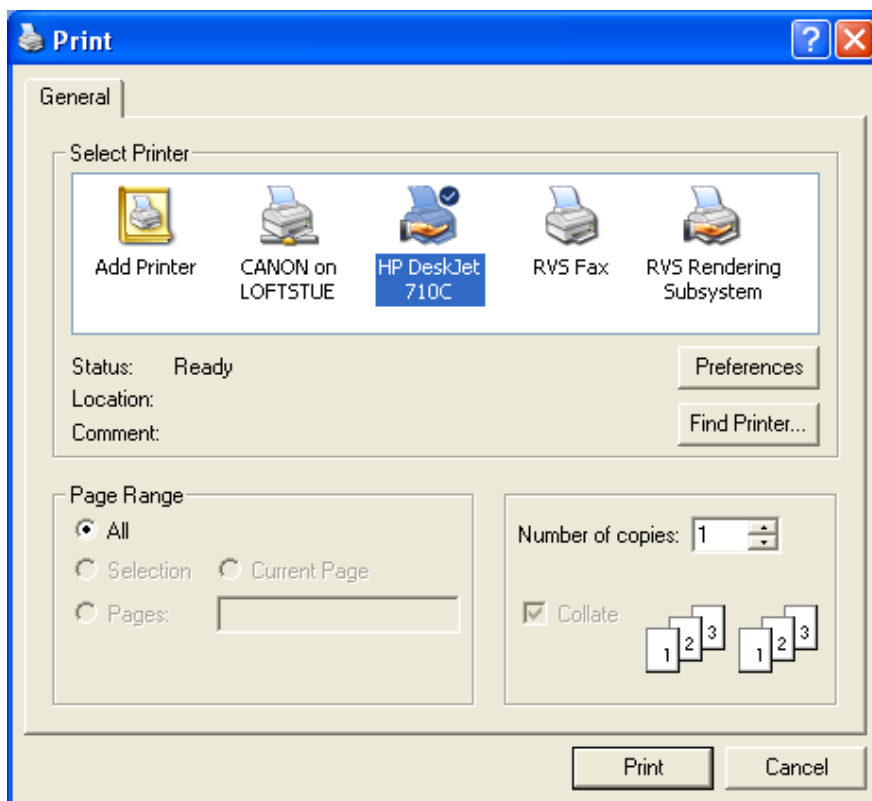 Print
General
Select Printer
Add Printer
CANON on
LOFTSTUE
HP DeskJet
710C
RVS Fax
RVS Rendering
Subsystem
Status: Ready
Preferences
Location:
Find Printer...
Comment:
Page Range
All
Selection Current Page
Pages:
Number of copies: 1
Collate
1 2 3 1 2 3
Print Cancel